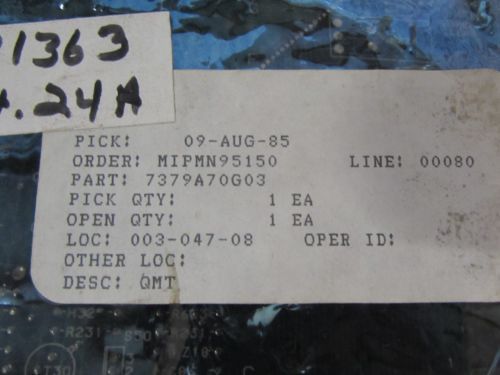 1363
.24A
PICK: 09-AUG-85
ORDER: MIPMN95150 LINE: 00080
PART: 7379A70G03
PICK QTY: 1 EA
OPEN QTY: 1 EA
LOC: 003-047-08 OPER ID:
OTHER LOC:
DESC: QMT
R231